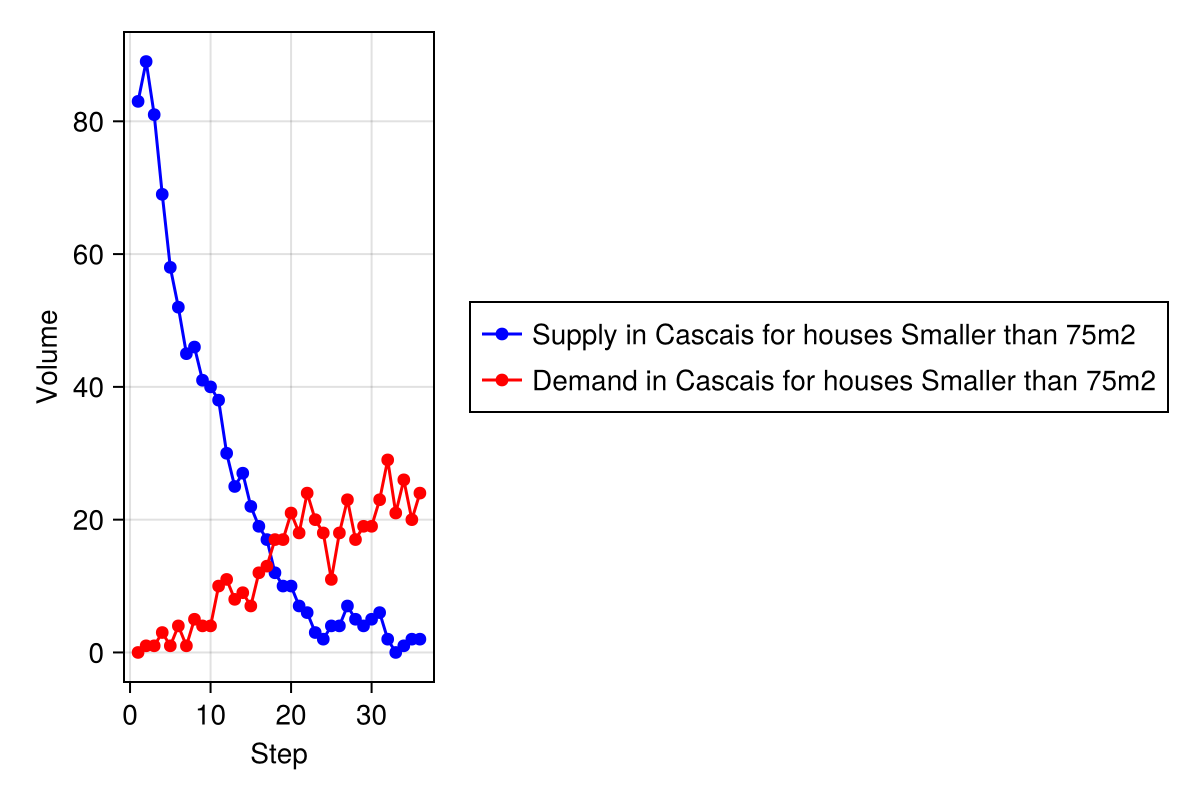 80
60
40
20
0
Volume
0 10 20 30
Step
Supply in Cascais for houses Smaller than 75m2
Demand in Cascais for houses Smaller than 75m2